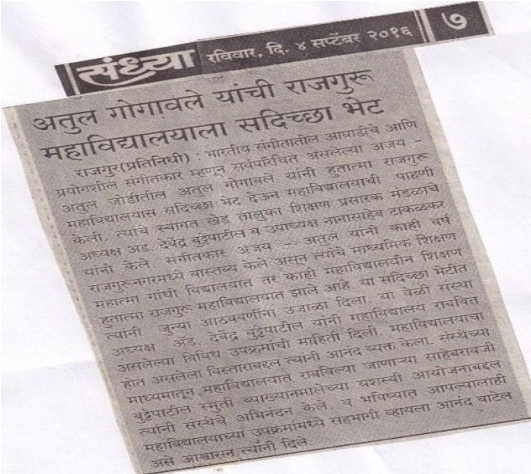 संध्या रविवार, दि. ४ सप्टेंबर २०१६ ७
अतुल गोगावले यांची राजगुरू
महाविद्यालयाला सदिच्छा भेट
राजगुर(प्रतिनिधी) : भारतीय संगीतातील आघाडीचे आणि
प्रयोगशील संगीतकार म्हणून सर्वपरिचित असलेल्या अजय –
अतुल जोडीतील अतुल गोगावले यांनी हुतात्मा राजगुरू
महाविद्यालयास सदिच्छा भेट देऊन महाविद्यालयाची पाहणी
केली. त्यांचे स्वागत खेड तालुका शिक्षण प्रसारक मंडळाचे
अध्यक्ष अॅड. देवेंद्र बुट्टेपाटील व उपाध्यक्ष नानासाहेब टाकळकर
यांनी केले. संगीतकार अजय – अतुल यांनी काही वर्ष
राजगुरूनगरमध्ये वास्तव्य केले असून त्यांचे माध्यमिक शिक्षण
महात्मा गांधी विद्यालयात तर काही महाविद्यालयीन शिक्षण
हुतात्मा राजगुरू महाविद्यालयात झाले आहे. या सदिच्छा भेटीत
त्यांनी जुन्या आठवणींना उजाळा दिला. या वेळी संस्था
अध्यक्ष अॅड. देवेंद्र बुट्टेपाटील यांनी महाविद्यालय राबवित
असलेल्या विविध उपक्रमांची माहिती दिली. महाविद्यालयाचा
होत असलेला विस्ताराबद्दल त्यांनी आनंद व्यक्त केला. संस्थेच्या
माध्यमातून महाविद्यालयात राबविल्या जाणाऱ्या साहेबरावजी
बुट्टेपाटील स्मृती व्याख्यानमालेच्या यशस्वी आयोजनाबद्दल
त्यांनी संस्थेचे अभिनंदन केले. व भविष्यात आपल्यालाही
महाविद्यालयाच्या उपक्रमांमध्ये सहभागी व्हायला आनंद वाटेल
असे आश्वासन त्यांनी दिले